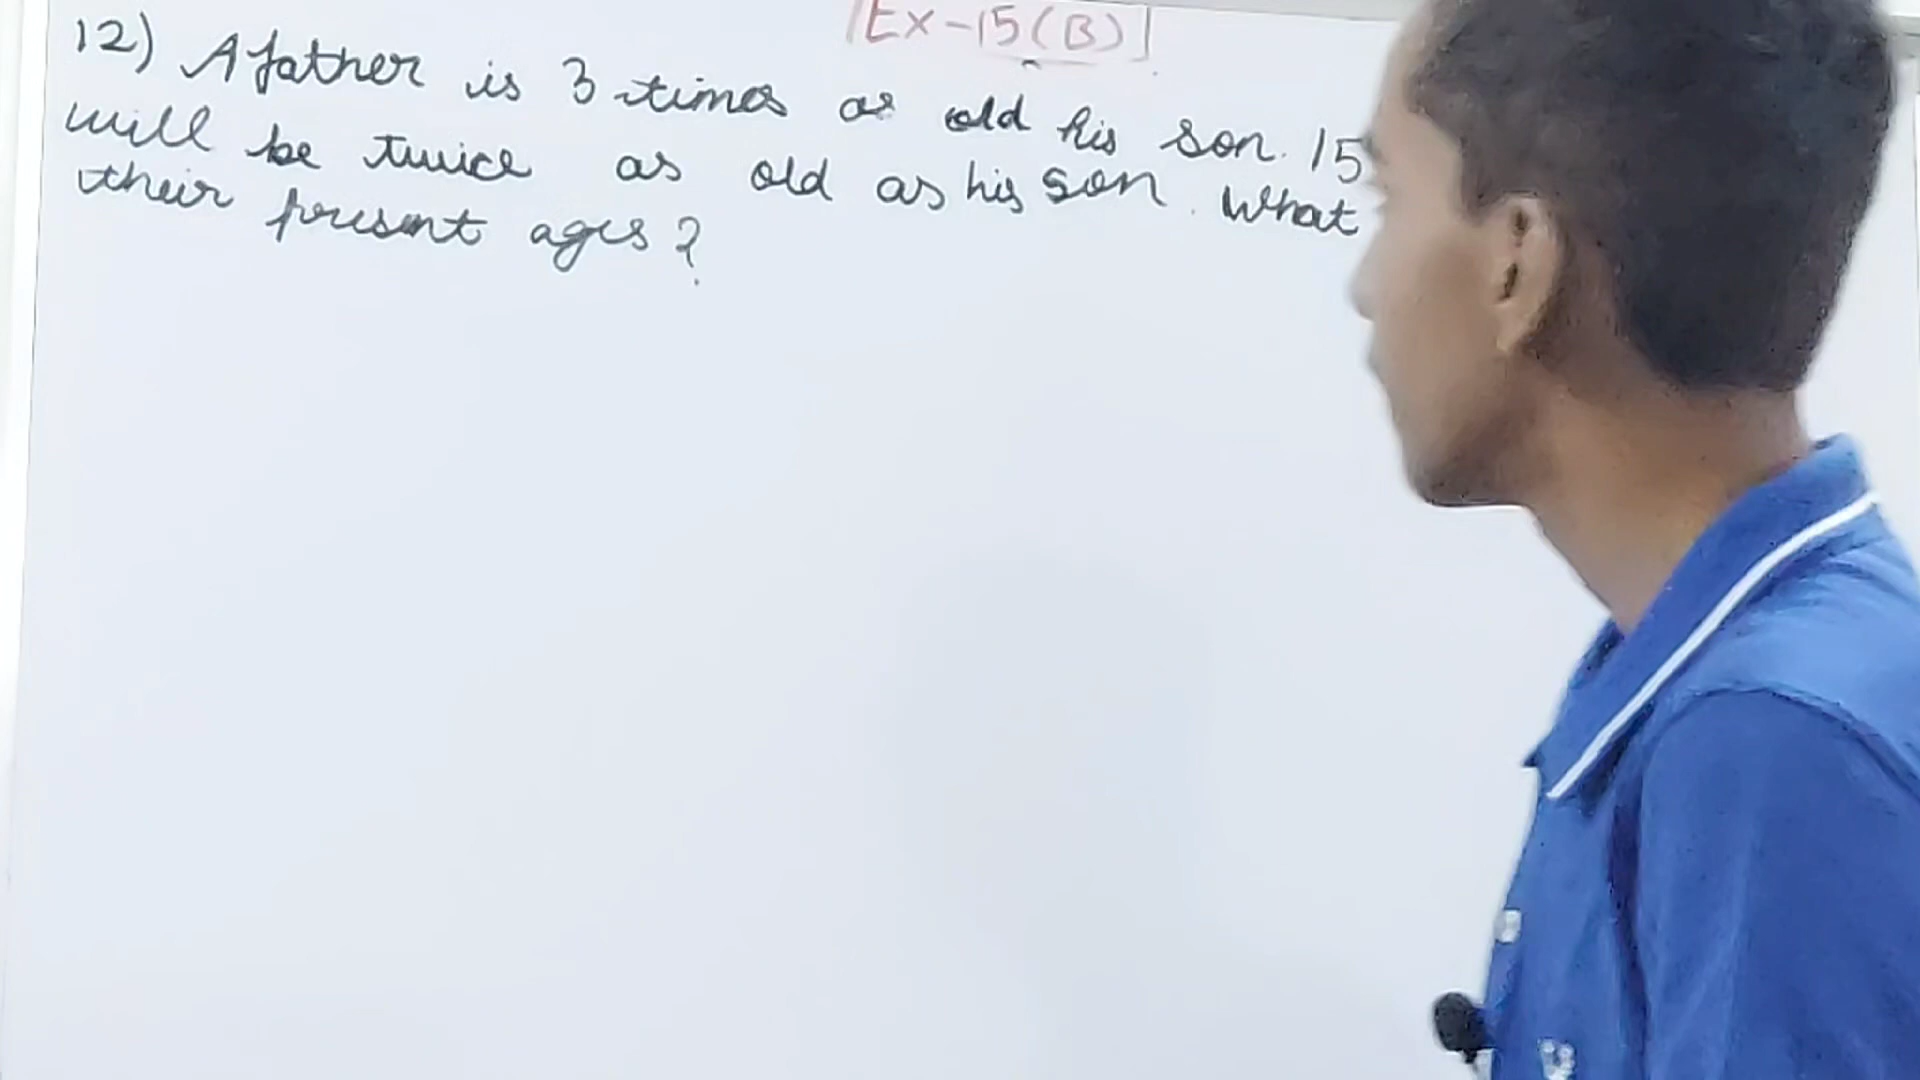 [Ex-15(B)]
12) A father is 3 times as old his son. 15
will be twice as old as his son. What
their present ages?